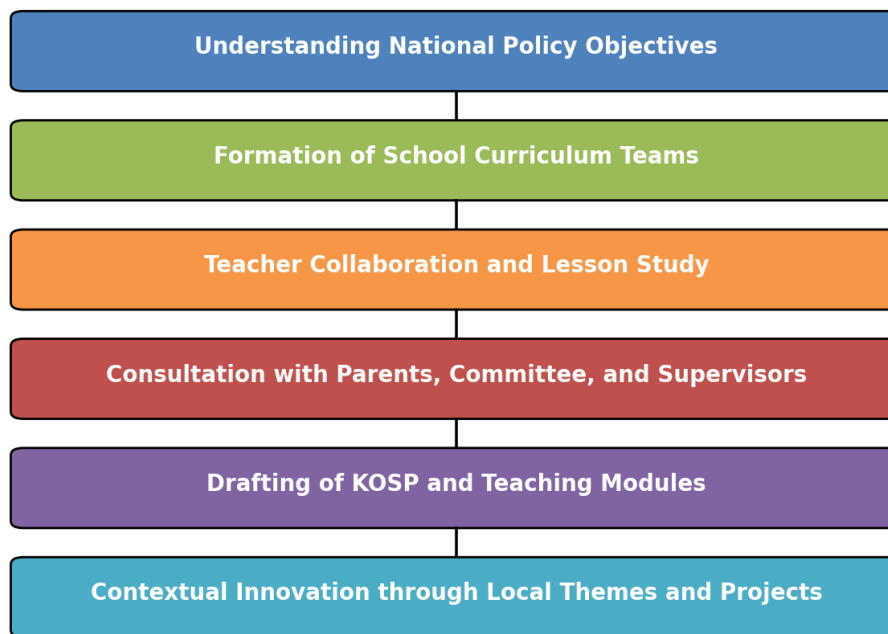 Understanding National Policy Objectives
Formation of School Curriculum Teams
Teacher Collaboration and Lesson Study
Consultation with Parents, Committee, and Supervisors
Drafting of KOSP and Teaching Modules
Contextual Innovation through Local Themes and Projects